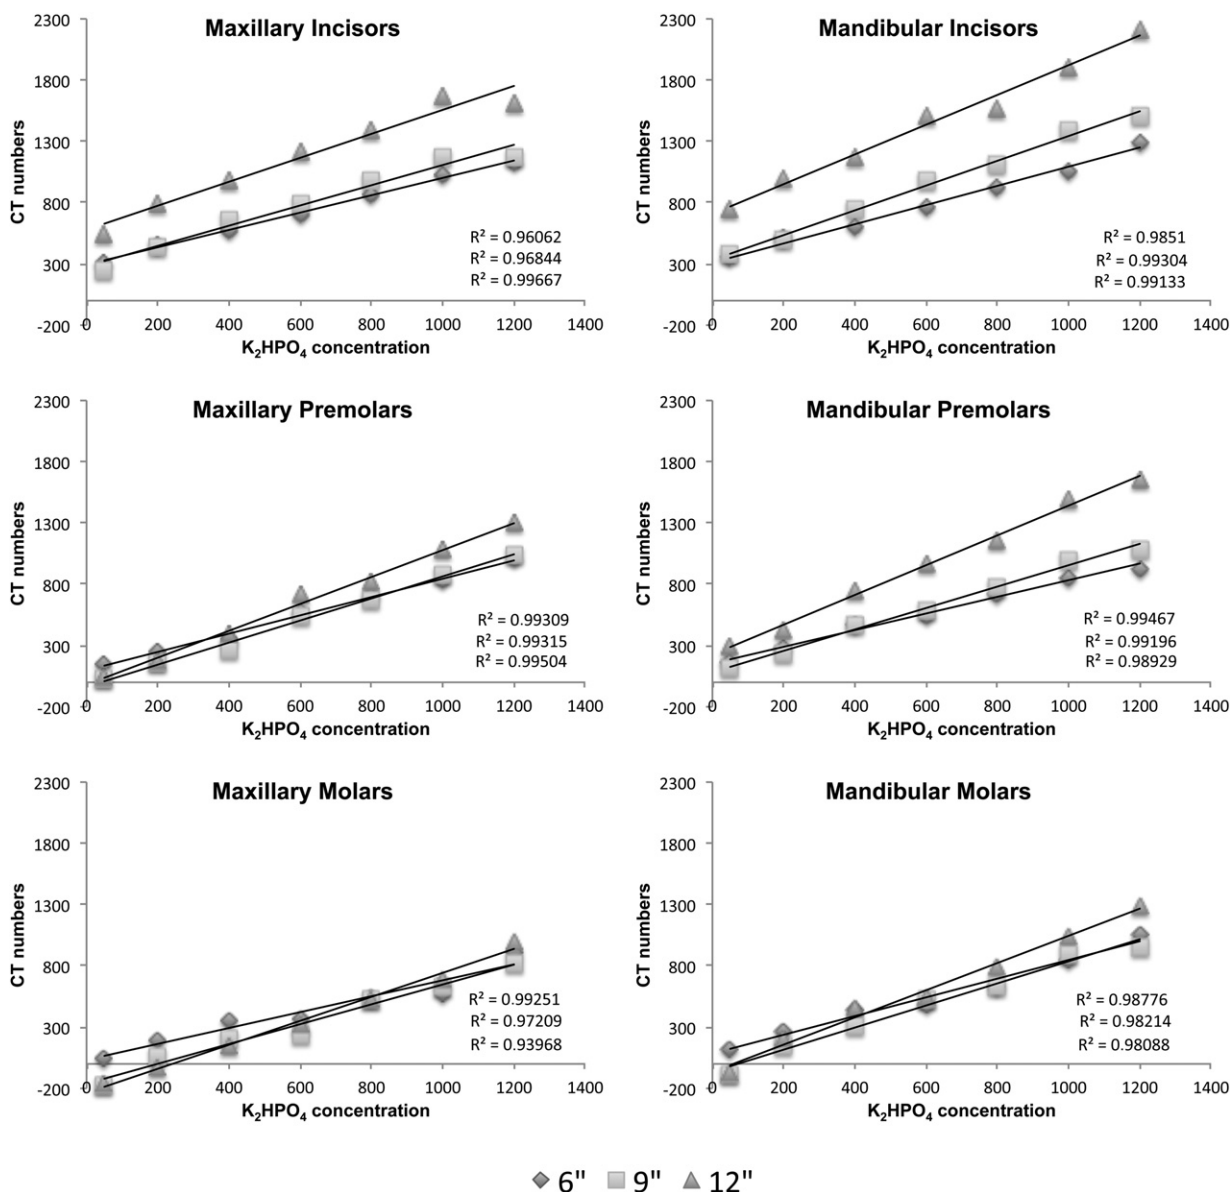 Maxillary Incisors
2300
1800
1300
800
300
-200
CT numbers
R² = 0.96062
R² = 0.96844
R² = 0.99667
0 200 400 600 800 1000 1200 1400
K₂HPO₄ concentration
Mandibular Incisors
2300
1800
1300
800
300
-200
CT numbers
R² = 0.9851
R² = 0.99304
R² = 0.99133
0 200 400 600 800 1000 1200 1400
K₂HPO₄ concentration
Maxillary Premolars
2300
1800
1300
800
300
-200
CT numbers
R² = 0.99309
R² = 0.99315
R² = 0.99504
0 200 400 600 800 1000 1200 1400
K₂HPO₄ concentration
Mandibular Premolars
2300
1800
1300
800
300
-200
CT numbers
R² = 0.99467
R² = 0.99196
R² = 0.98929
0 200 400 600 800 1000 1200 1400
K₂HPO₄ concentration
Maxillary Molars
2300
1800
1300
800
300
-200
CT numbers
R² = 0.99251
R² = 0.97209
R² = 0.93968
0 200 400 600 800 1000 1200 1400
K₂HPO₄ concentration
Mandibular Molars
2300
1800
1300
800
300
-200
CT numbers
R² = 0.98776
R² = 0.98214
R² = 0.98088
0 200 400 600 800 1000 1200 1400
K₂HPO₄ concentration
6" 9" 12"